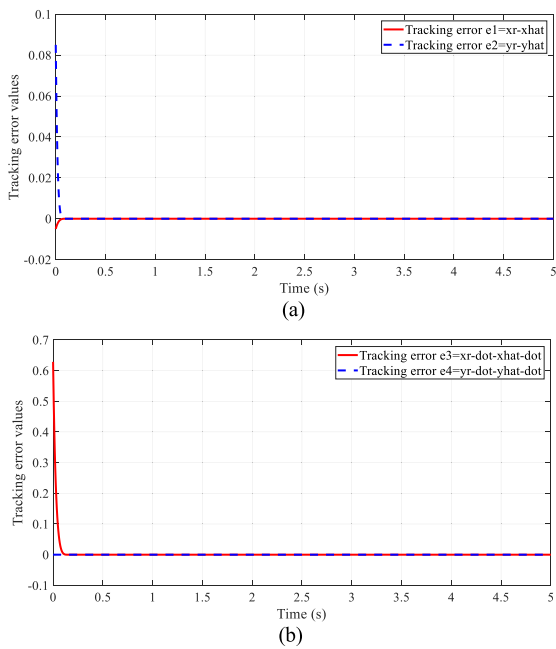 0.1
0.08
0.06
0.04
0.02
0
-0.02
Tracking error values
Tracking error e1=xr-xhat
Tracking error e2=yr-yhat
0 0.5 1 1.5 2 2.5 3 3.5 4 4.5 5
Time (s)
(a)
0.7
0.6
0.5
0.4
0.3
0.2
0.1
0
-0.1
Tracking error values
Tracking error e3=xr-dot-xhat-dot
Tracking error e4=yr-dot-yhat-dot
0 0.5 1 1.5 2 2.5 3 3.5 4 4.5 5
Time (s)
(b)